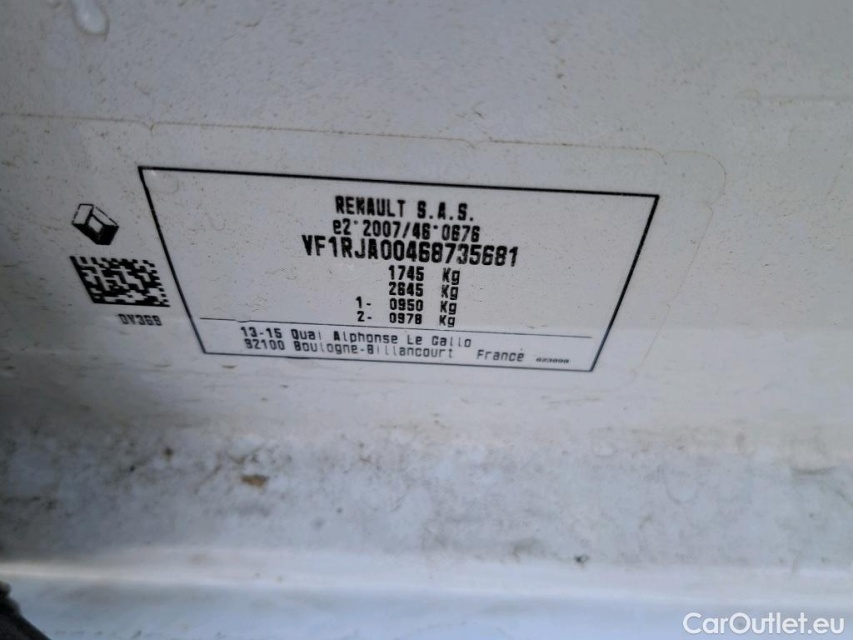 RENAULT S.A.S.
e2*2007/46*0676
VF1RJA00468735681
1745 Kg
2645 Kg
1- 0950 Kg
2- 0978 Kg
13-15 Quai Alphonse Le Gallo
92100 Boulogne-Billancourt France
DV369
CarOutlet.eu